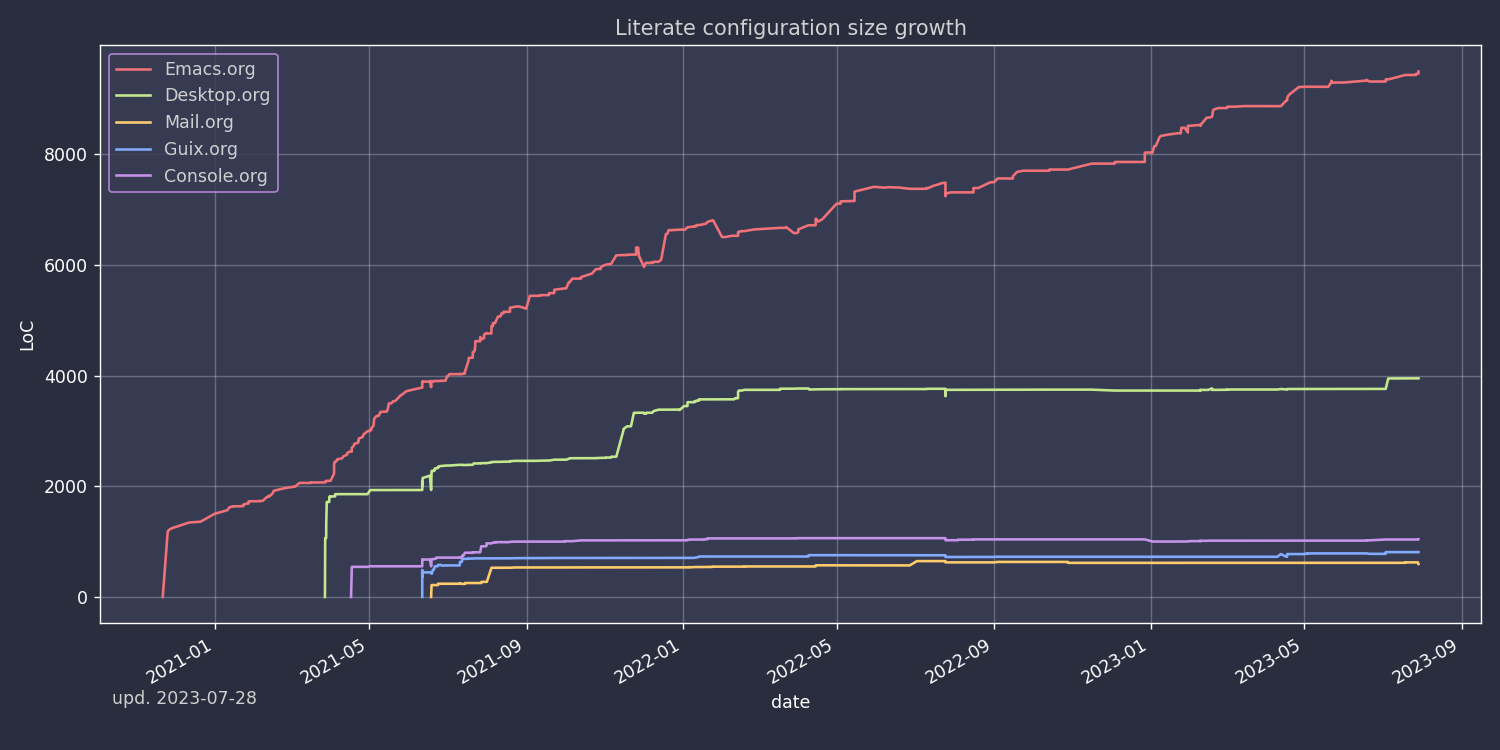 Literate configuration size growth
Emacs.org
Desktop.org
Mail.org
Guix.org
Console.org
8000
6000
4000
2000
0
LoC
2021-01
2021-05
2021-09
2022-01
2022-05
2022-09
2023-01
2023-05
2023-09
date
upd. 2023-07-28